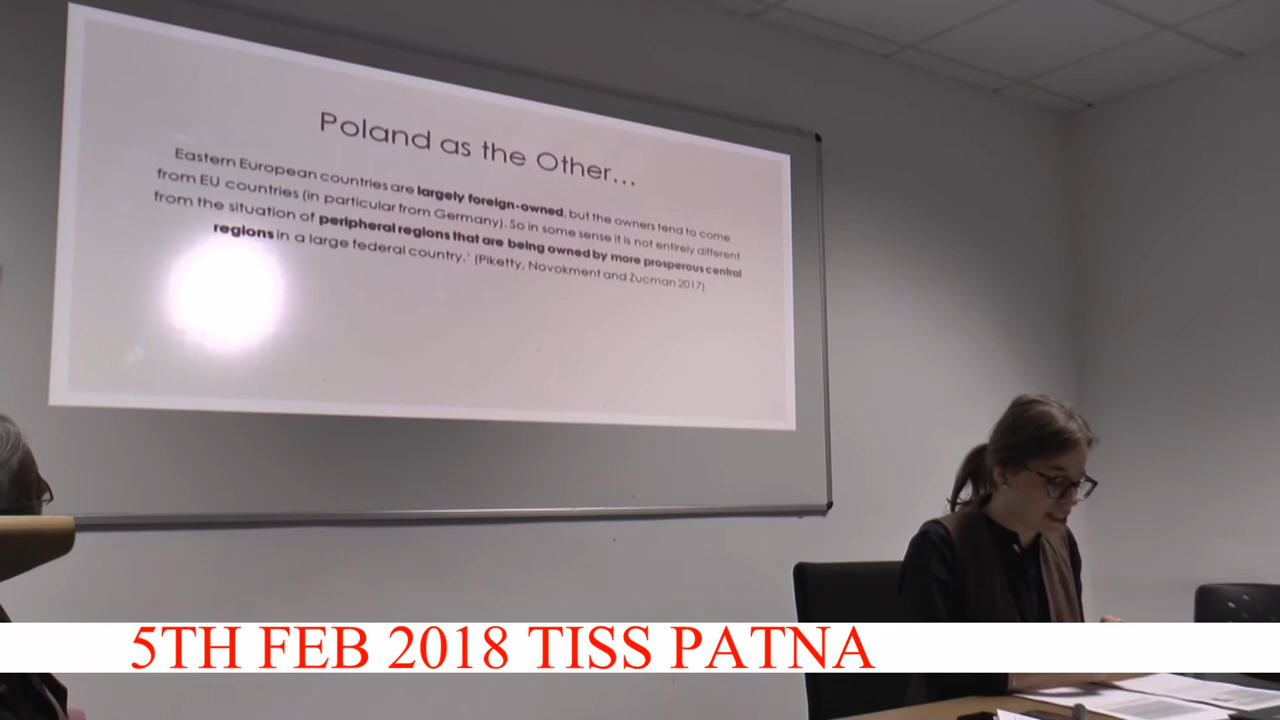 Poland as the Other...
Eastern European countries are largely foreign-owned, but the owners tend to come
from EU countries (in particular from Germany). So in some sense it is not entirely different
from the situation of peripheral regions that are being owned by more prosperous central
regions in a large federal country.' (Piketty, Novokment and Zucman 2017)
5TH FEB 2018 TISS PATNA